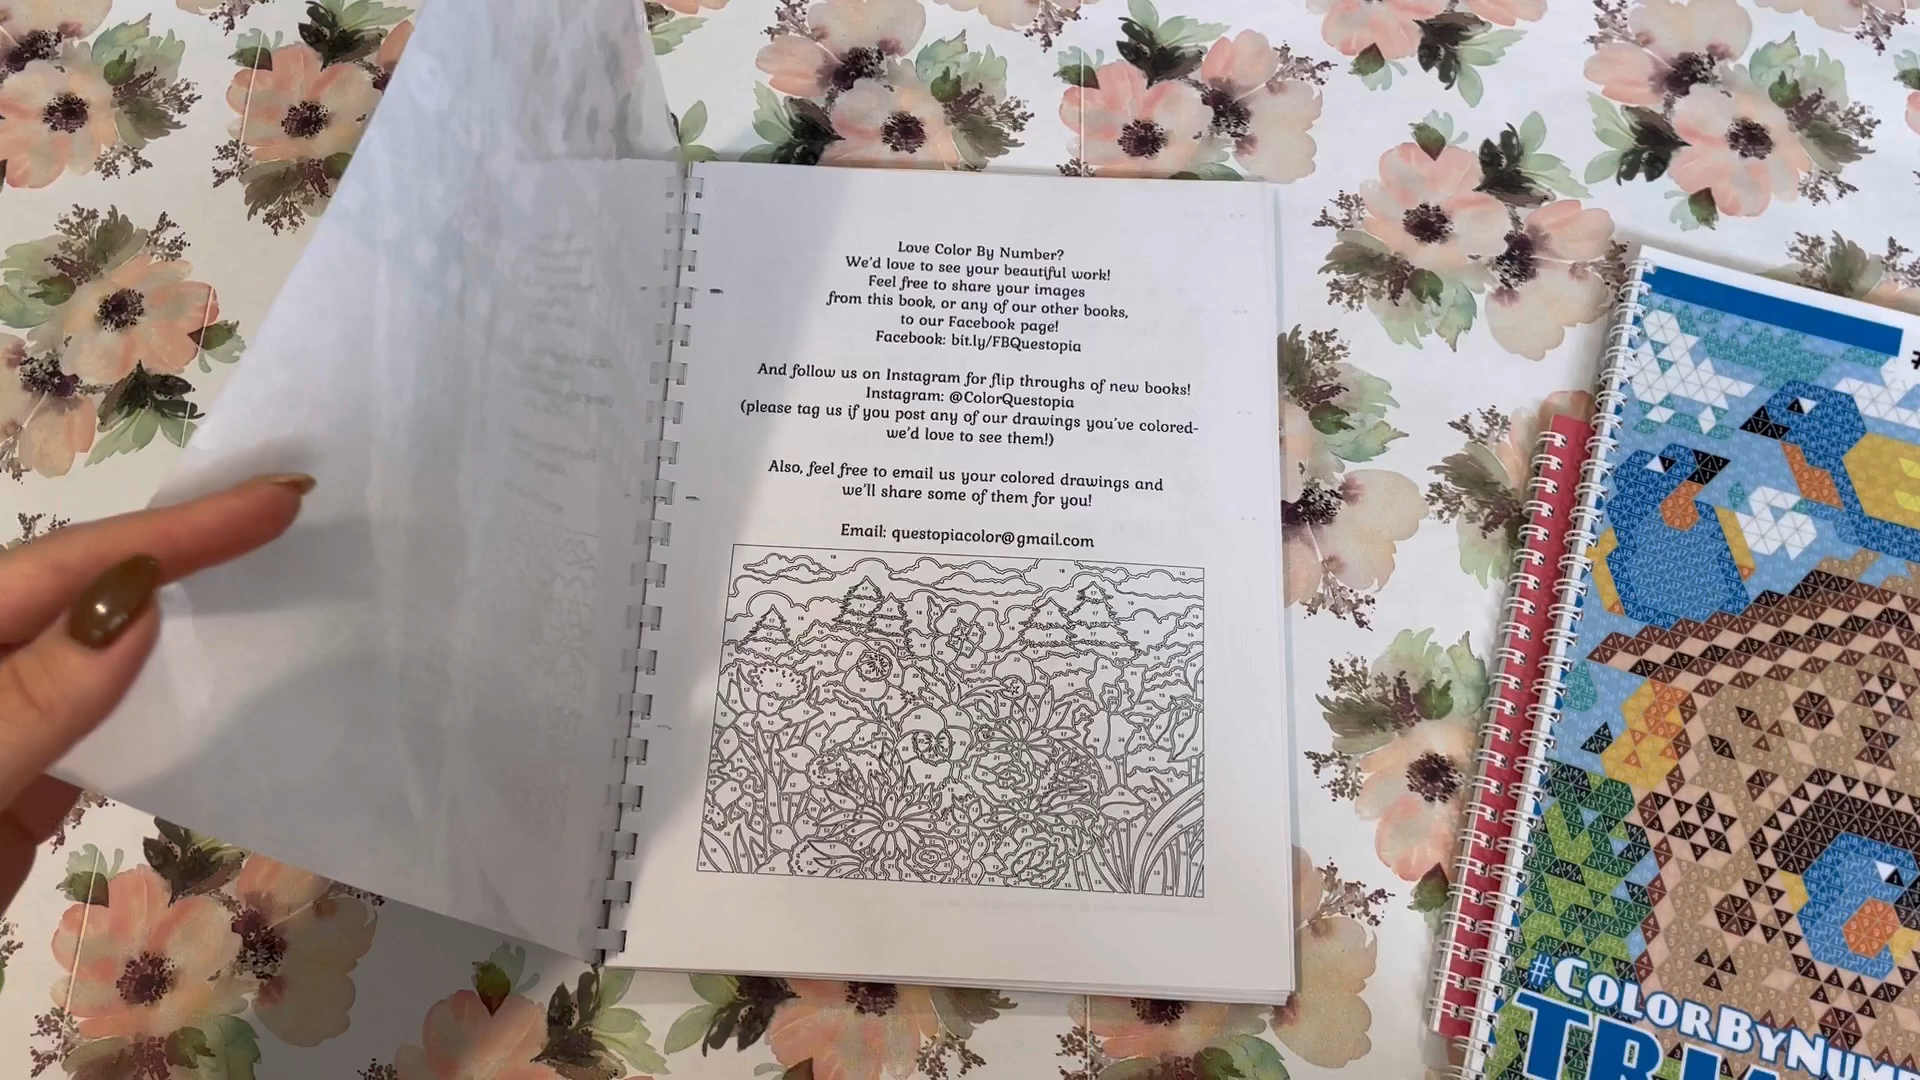 Love Color By Number?
We'd love to see your beautiful work!
Feel free to share your images
from this book, or any of our other books,
to our Facebook page!
Facebook: bit.ly/FBQuestopia
And follow us on Instagram for flip throughs of new books!
Instagram: @ColorQuestopia
(please tag us if you post any of our drawings you've colored-
we'd love to see them!)
Also, feel free to email us your colored drawings and
we'll share some of them for you!
Email: questopiacolor@gmail.com
#COLORBYNUM